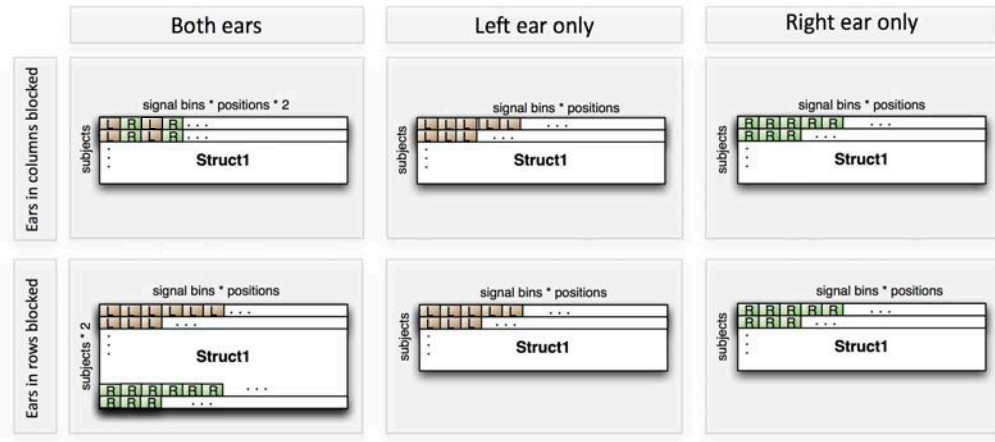 Both ears
Left ear only
Right ear only
Ears in columns blocked
signal bins * positions * 2
subjects
L R L R . . .
L R L R . . .
Struct1
signal bins * positions
subjects
L L L L L . . .
L L L . . .
Struct1
signal bins * positions
subjects
R R R R R . . .
R R R . . .
Struct1
Ears in rows blocked
signal bins * positions
subjects * 2
L L L L L L . . .
L L L . . .
Struct1
R R R R R R . . .
R R R . . .
signal bins * positions
subjects
L L L L L . . .
L L L . . .
Struct1
signal bins * positions
subjects
R R R R R . . .
R R R . . .
Struct1